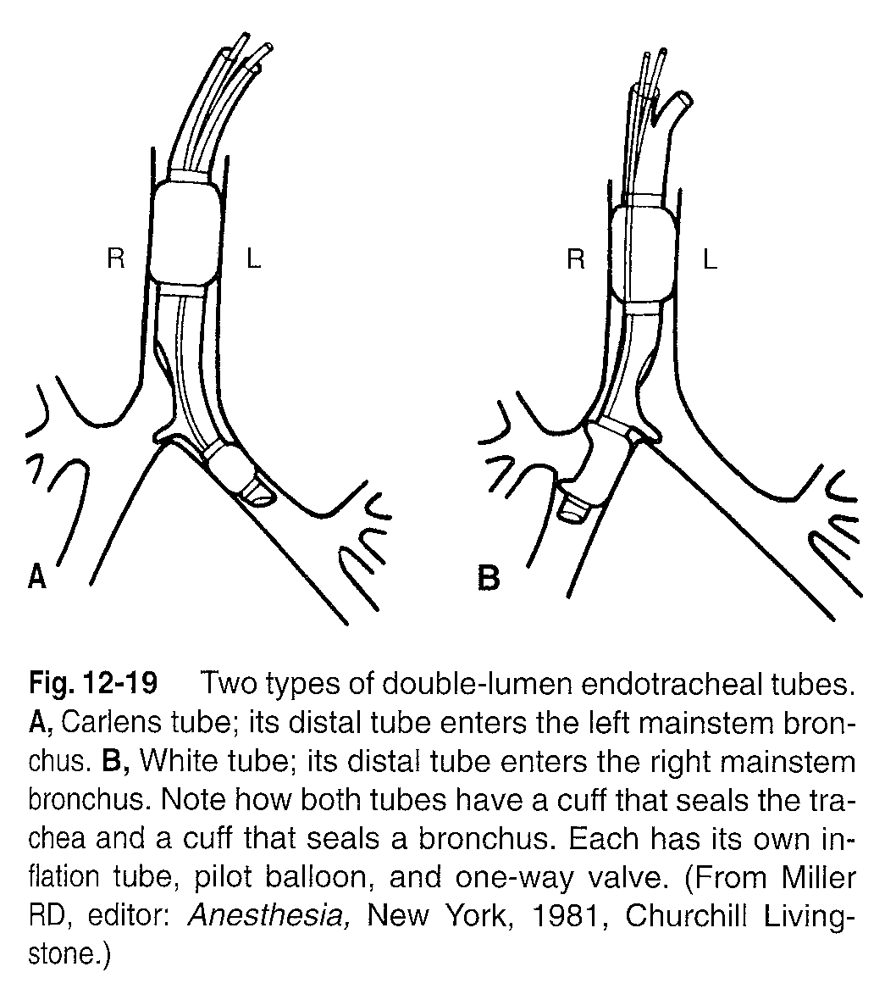 R L
R L
A
B
Fig. 12-19 Two types of double-lumen endotracheal tubes.
A, Carlens tube; its distal tube enters the left mainstem bron-
chus. B, White tube; its distal tube enters the right mainstem
bronchus. Note how both tubes have a cuff that seals the tra-
chea and a cuff that seals a bronchus. Each has its own in-
flation tube, pilot balloon, and one-way valve. (From Miller
RD, editor: Anesthesia, New York, 1981, Churchill Living-
stone.)